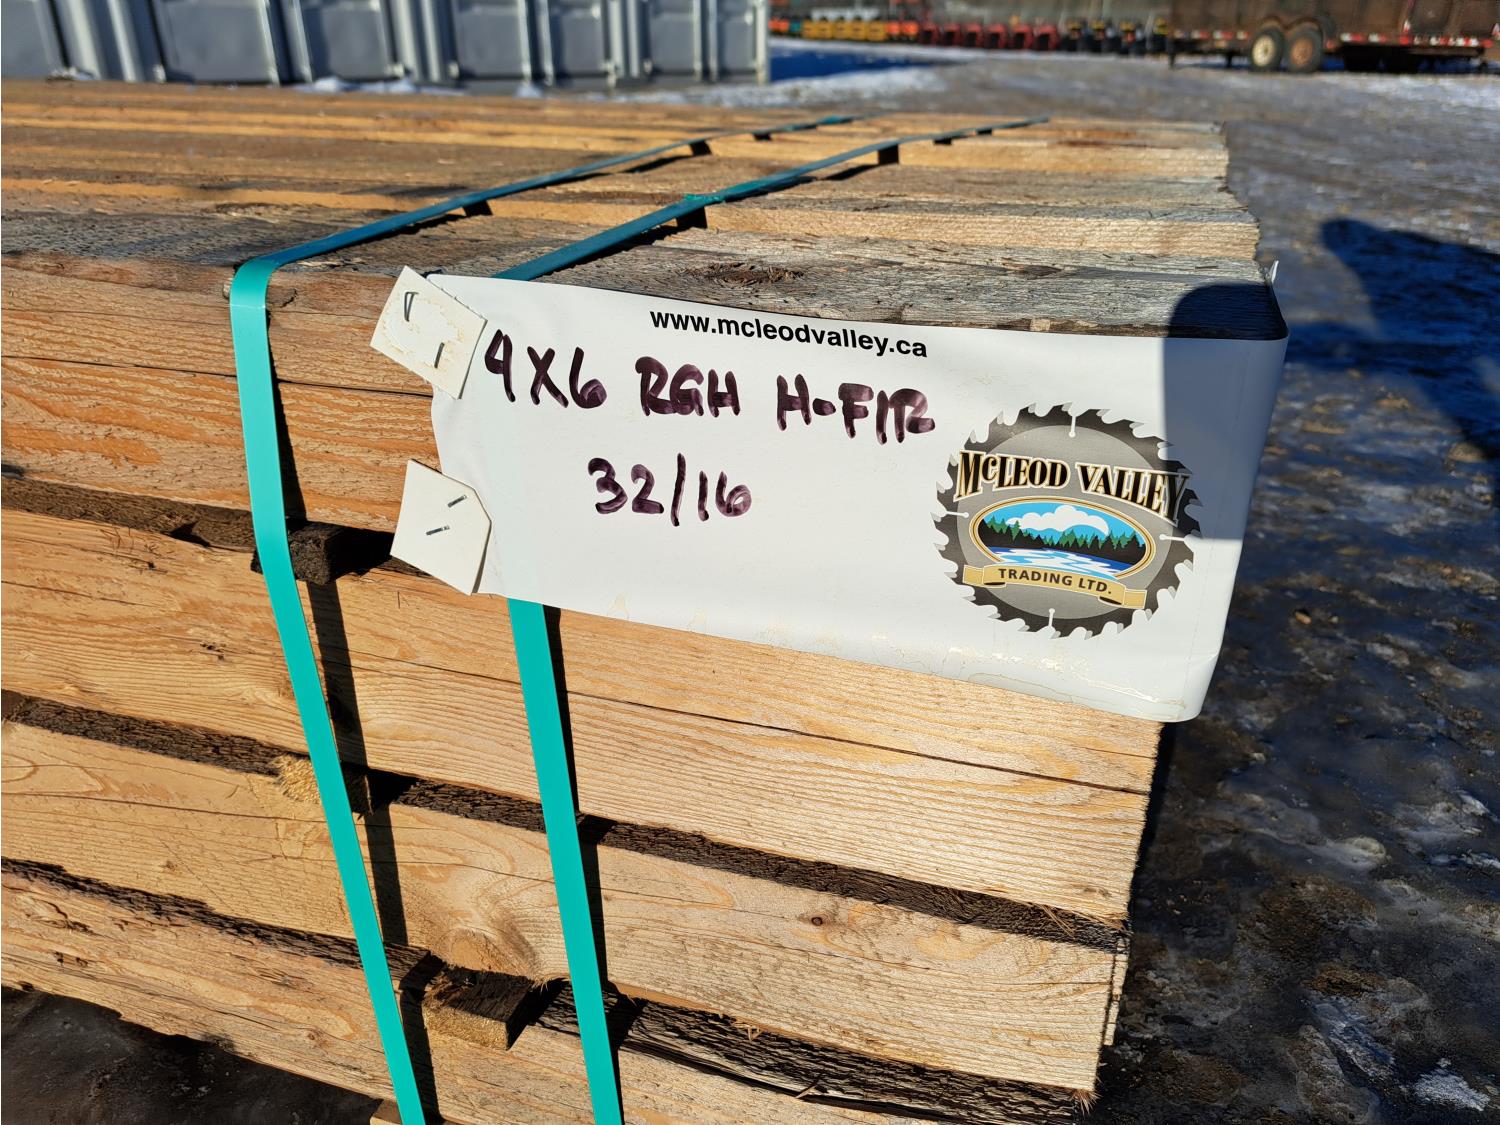 www.mcleodvalley.ca
4X6 RGH H-FIR
32/16
MCLEOD VALLEY
TRADING LTD.